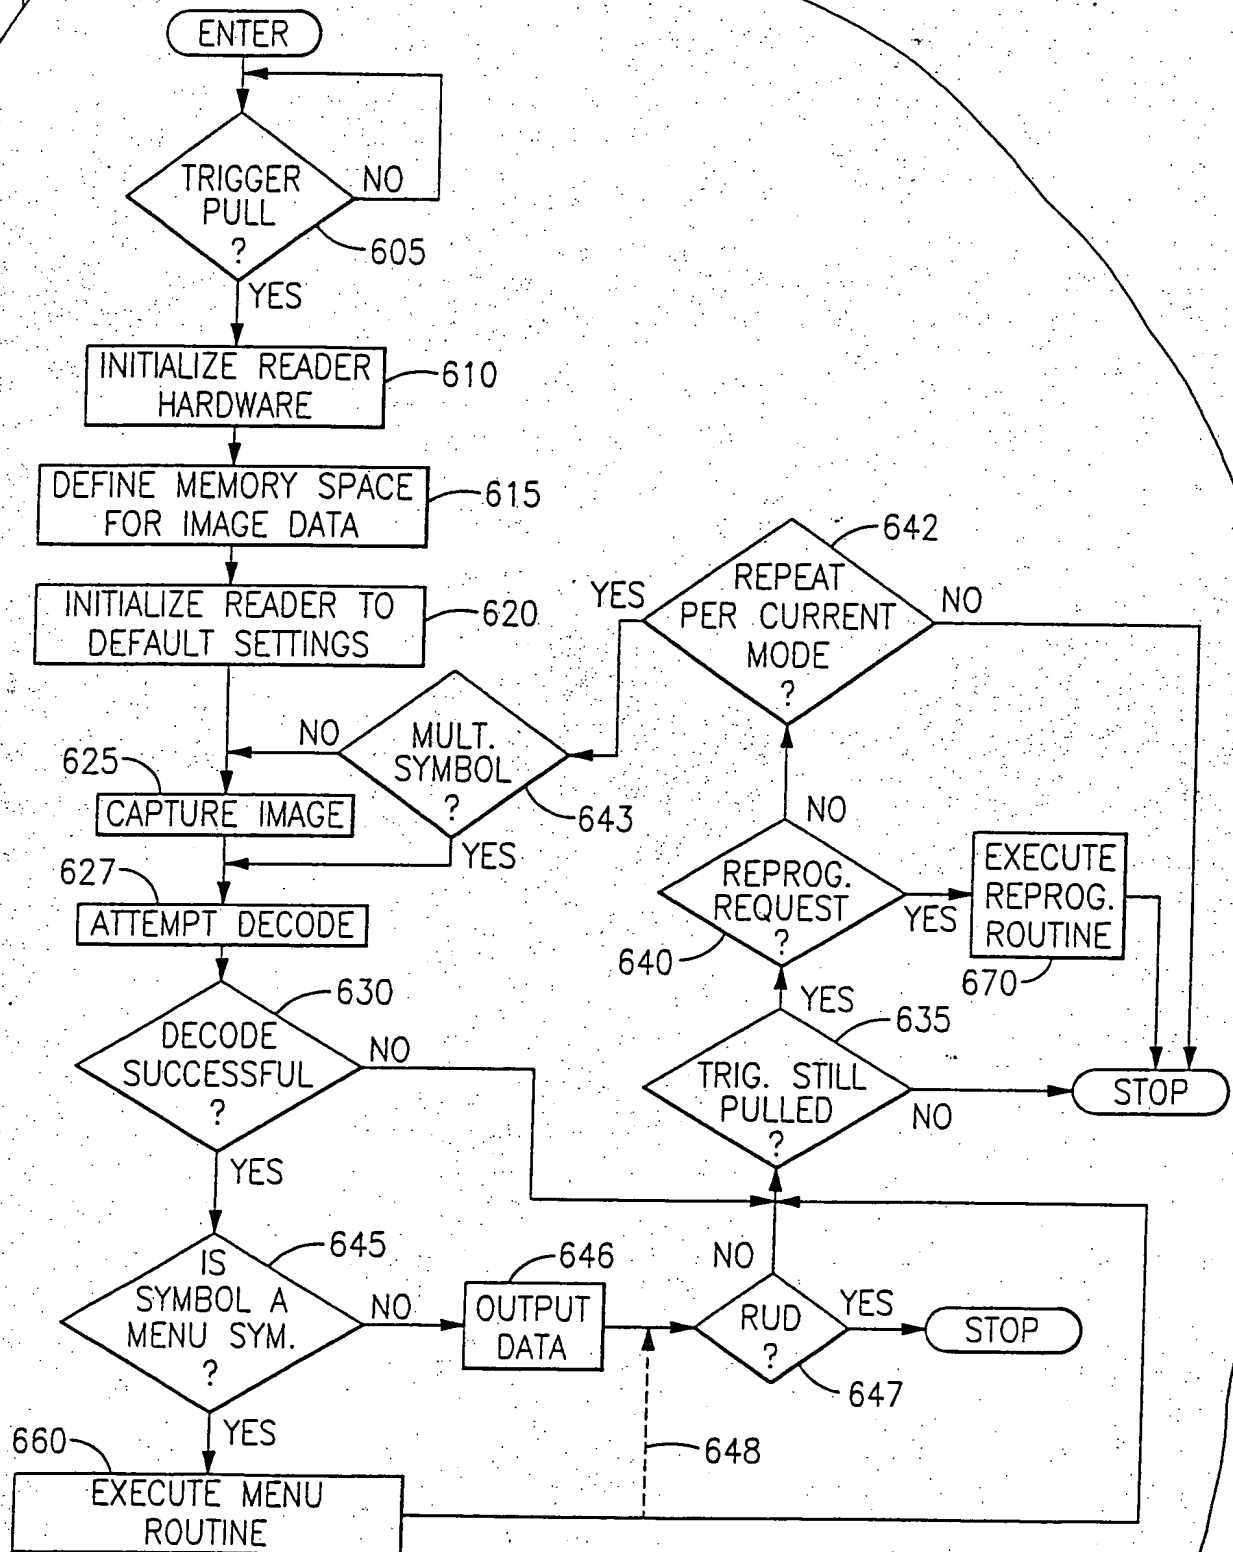 ENTER
TRIGGER
PULL
?
NO
605
YES
INITIALIZE READER
HARDWARE
610
DEFINE MEMORY SPACE
FOR IMAGE DATA
615
INITIALIZE READER TO
DEFAULT SETTINGS
620
642
REPEAT
PER CURRENT
MODE
?
YES
NO
MULT.
SYMBOL
?
NO
643
YES
625
CAPTURE IMAGE
627
ATTEMPT DECODE
NO
REPROG.
REQUEST
?
640
YES
EXECUTE
REPROG.
ROUTINE
670
630
DECODE
SUCCESSFUL
?
NO
YES
YES
635
TRIG. STILL
PULLED
?
NO
STOP
645
IS
SYMBOL A
MENU SYM.
?
NO
646
OUTPUT
DATA
NO
RUD
?
YES
647
STOP
648
YES
660
EXECUTE MENU
ROUTINE